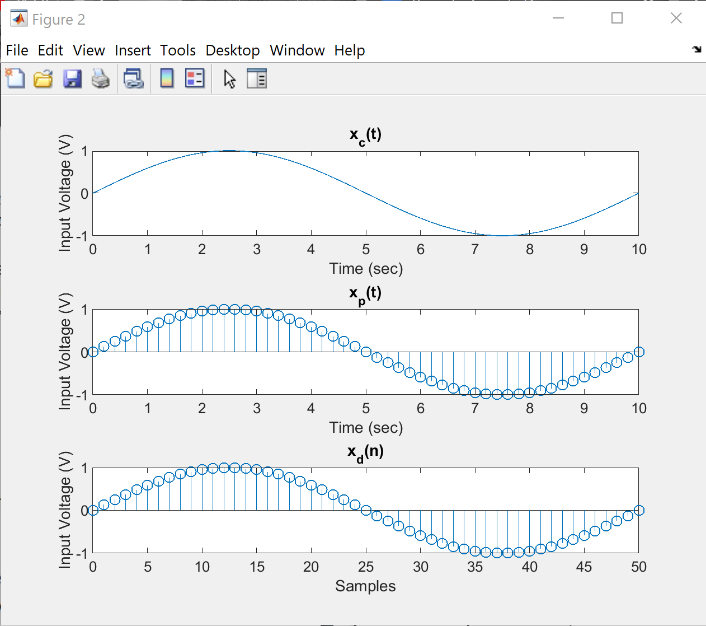 Figure 2
File Edit View Insert Tools Desktop Window Help
x_c(t)
Input Voltage (V)
1
0
-1
0 1 2 3 4 5 6 7 8 9 10
Time (sec)
x_p(t)
Input Voltage (V)
1
0
-1
0 1 2 3 4 5 6 7 8 9 10
Time (sec)
x_d(n)
Input Voltage (V)
1
0
-1
0 5 10 15 20 25 30 35 40 45 50
Samples